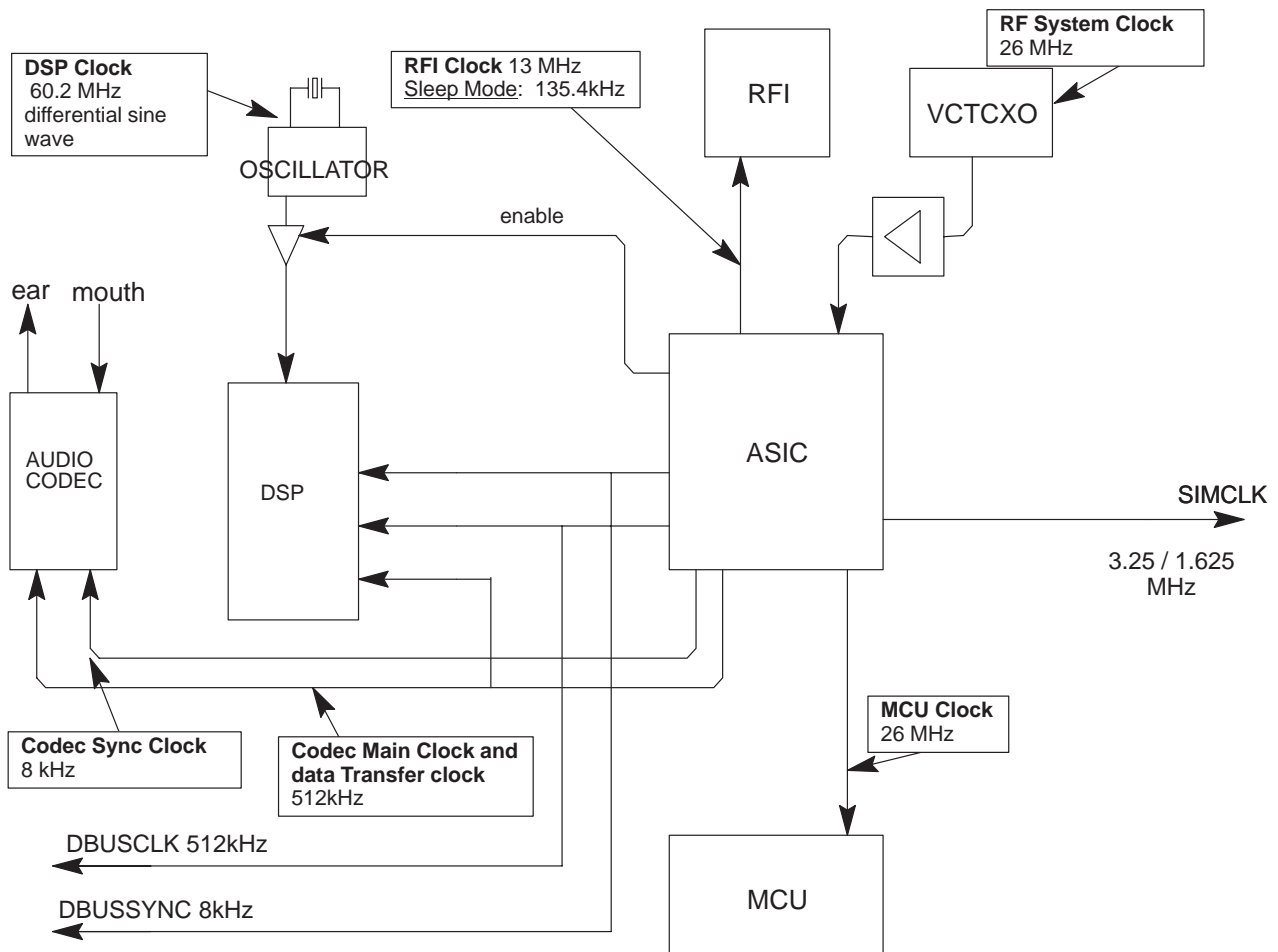 RF System Clock
26 MHz
DSP Clock
60.2 MHz
differential sine
wave
RFI Clock 13 MHz
Sleep Mode: 135.4kHz
RFI
VCTCXO
OSCILLATOR
enable
ear
mouth
AUDIO
CODEC
DSP
ASIC
SIMCLK
3.25 / 1.625
MHz
MCU Clock
26 MHz
Codec Sync Clock
8 kHz
Codec Main Clock and
data Transfer clock
512kHz
DBUSCLK 512kHz
DBUSSYNC 8kHz
MCU